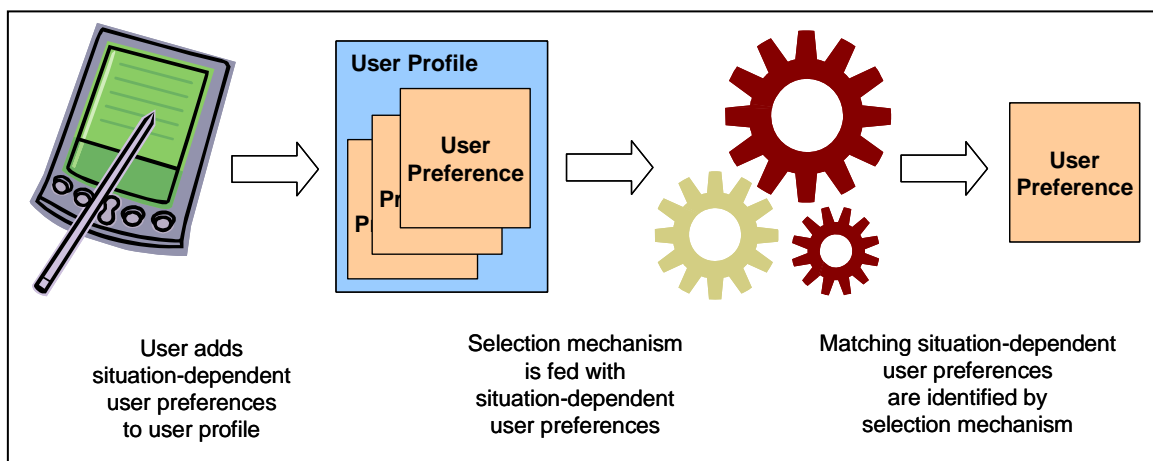 User Profile
User
Preference
Pr
P
User
Preference
User adds
situation-dependent
user preferences
to user profile
Selection mechanism
is fed with
situation-dependent
user preferences
Matching situation-dependent
user preferences
are identified by
selection mechanism